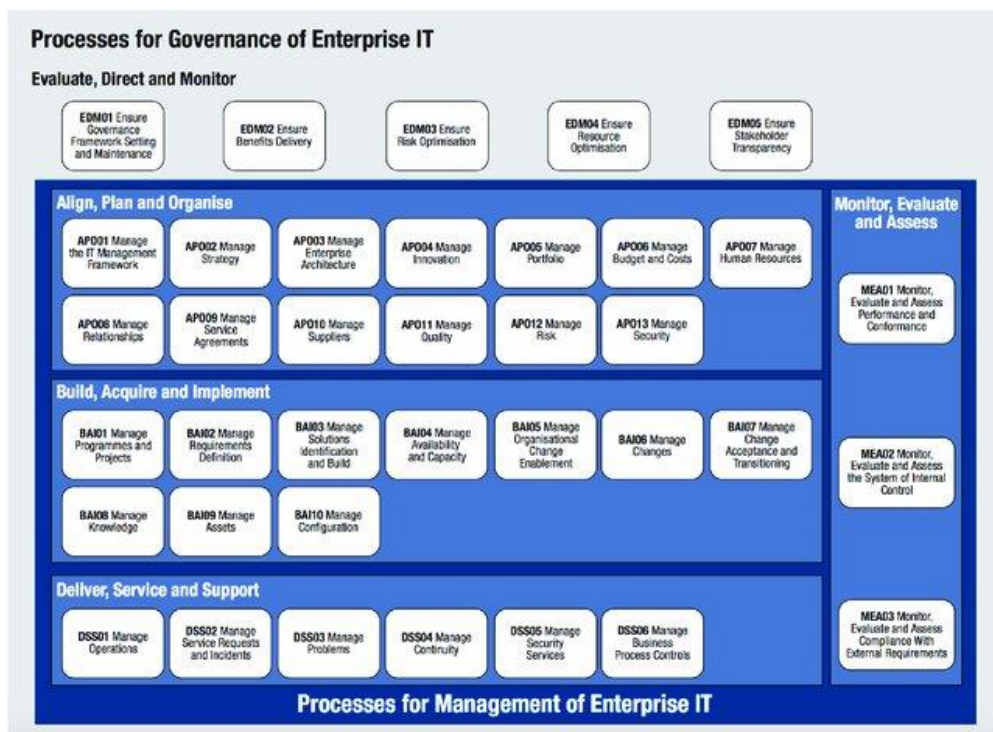 Processes for Governance of Enterprise IT
Evaluate, Direct and Monitor
EDM01 Ensure
Governance
Framework Setting
and Maintenance
EDM02 Ensure
Benefits Delivery
EDM03 Ensure
Risk Optimisation
EDM04 Ensure
Resource
Optimisation
EDM05 Ensure
Stakeholder
Transparency
Align, Plan and Organise
APO01 Manage
the IT Management
Framework
APO02 Manage
Strategy
APO03 Manage
Enterprise
Architecture
APO04 Manage
Innovation
APO05 Manage
Portfolio
APO06 Manage
Budget and Costs
APO07 Manage
Human Resources
APO08 Manage
Relationships
APO09 Manage
Service
Agreements
APO10 Manage
Suppliers
APO11 Manage
Quality
APO12 Manage
Risk
APO13 Manage
Security
Build, Acquire and Implement
BAI01 Manage
Programmes and
Projects
BAI02 Manage
Requirements
Definition
BAI03 Manage
Solutions
Identification
and Build
BAI04 Manage
Availability
and Capacity
BAI05 Manage
Organisational
Change
Enablement
BAI06 Manage
Changes
BAI07 Manage
Change
Acceptance and
Transitioning
BAI08 Manage
Knowledge
BAI09 Manage
Assets
BAI10 Manage
Configuration
Deliver, Service and Support
DSS01 Manage
Operations
DSS02 Manage
Service Requests
and Incidents
DSS03 Manage
Problems
DSS04 Manage
Continuity
DSS05 Manage
Security
Services
DSS06 Manage
Business
Process Controls
Monitor, Evaluate
and Assess
MEA01 Monitor,
Evaluate and Assess
Performance and
Conformance
MEA02 Monitor,
Evaluate and Assess
the System of Internal
Control
MEA03 Monitor,
Evaluate and Assess
Compliance With
External Requirements
Processes for Management of Enterprise IT